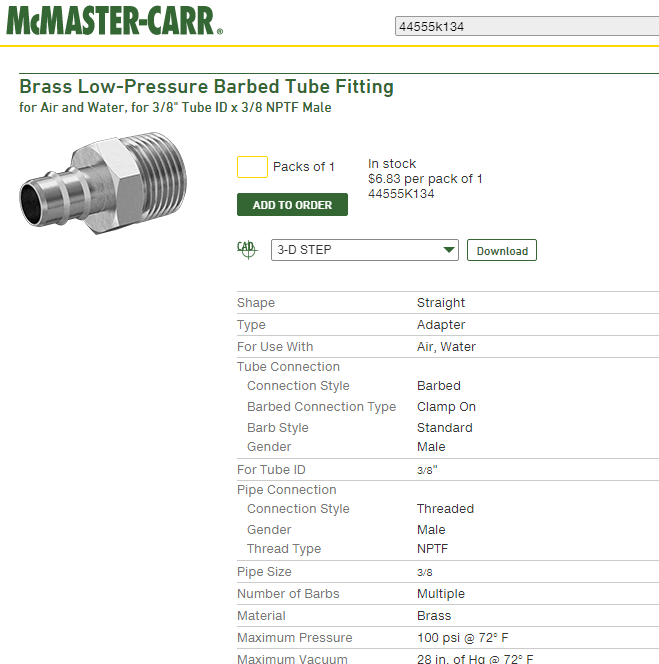 McMASTER-CARR®
44555k134
Brass Low-Pressure Barbed Tube Fitting
for Air and Water, for 3/8" Tube ID x 3/8 NPTF Male
Packs of 1
In stock
$6.83 per pack of 1
44555K134
ADD TO ORDER
CAD
3-D STEP
Download
Shape Straight
Type Adapter
For Use With Air, Water
Tube Connection
Connection Style Barbed
Barbed Connection Type Clamp On
Barb Style Standard
Gender Male
For Tube ID 3/8"
Pipe Connection
Connection Style Threaded
Gender Male
Thread Type NPTF
Pipe Size 3/8
Number of Barbs Multiple
Material Brass
Maximum Pressure 100 psi @ 72° F
Maximum Vacuum 28 in. of Hg @ 72° F